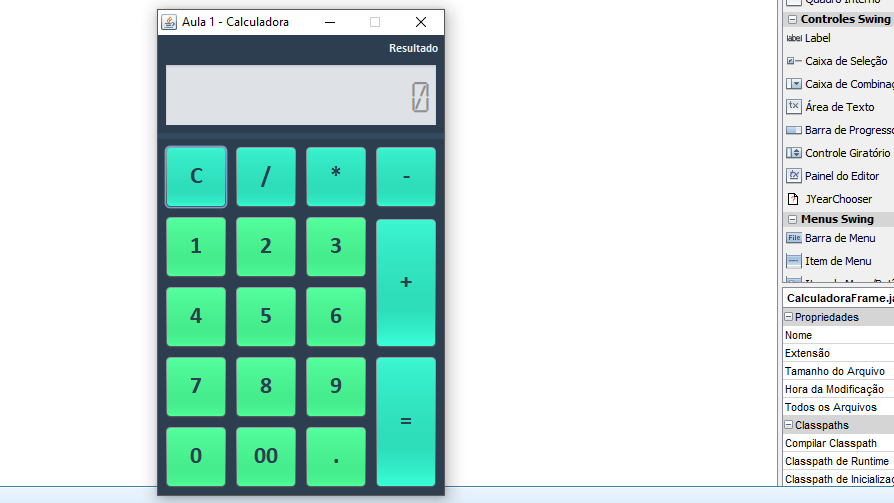 Aula 1 - Calculadora
Resultado
0
C / * -
1 2 3 +
4 5 6
7 8 9 =
0 00 .
Controles Swing
label Label
Caixa de Seleção
Caixa de Combinaç
Área de Texto
Barra de Progresso
Controle Giratório
Painel do Editor
JYearChooser
Menus Swing
File Barra de Menu
Item de Menu
CalculadoraFrame.ja
Propriedades
Nome
Extensão
Tamanho do Arquivo
Hora da Modificação
Todos os Arquivos
Classpaths
Compilar Classpath
Classpath de Runtime
Classpath de Inicializaç